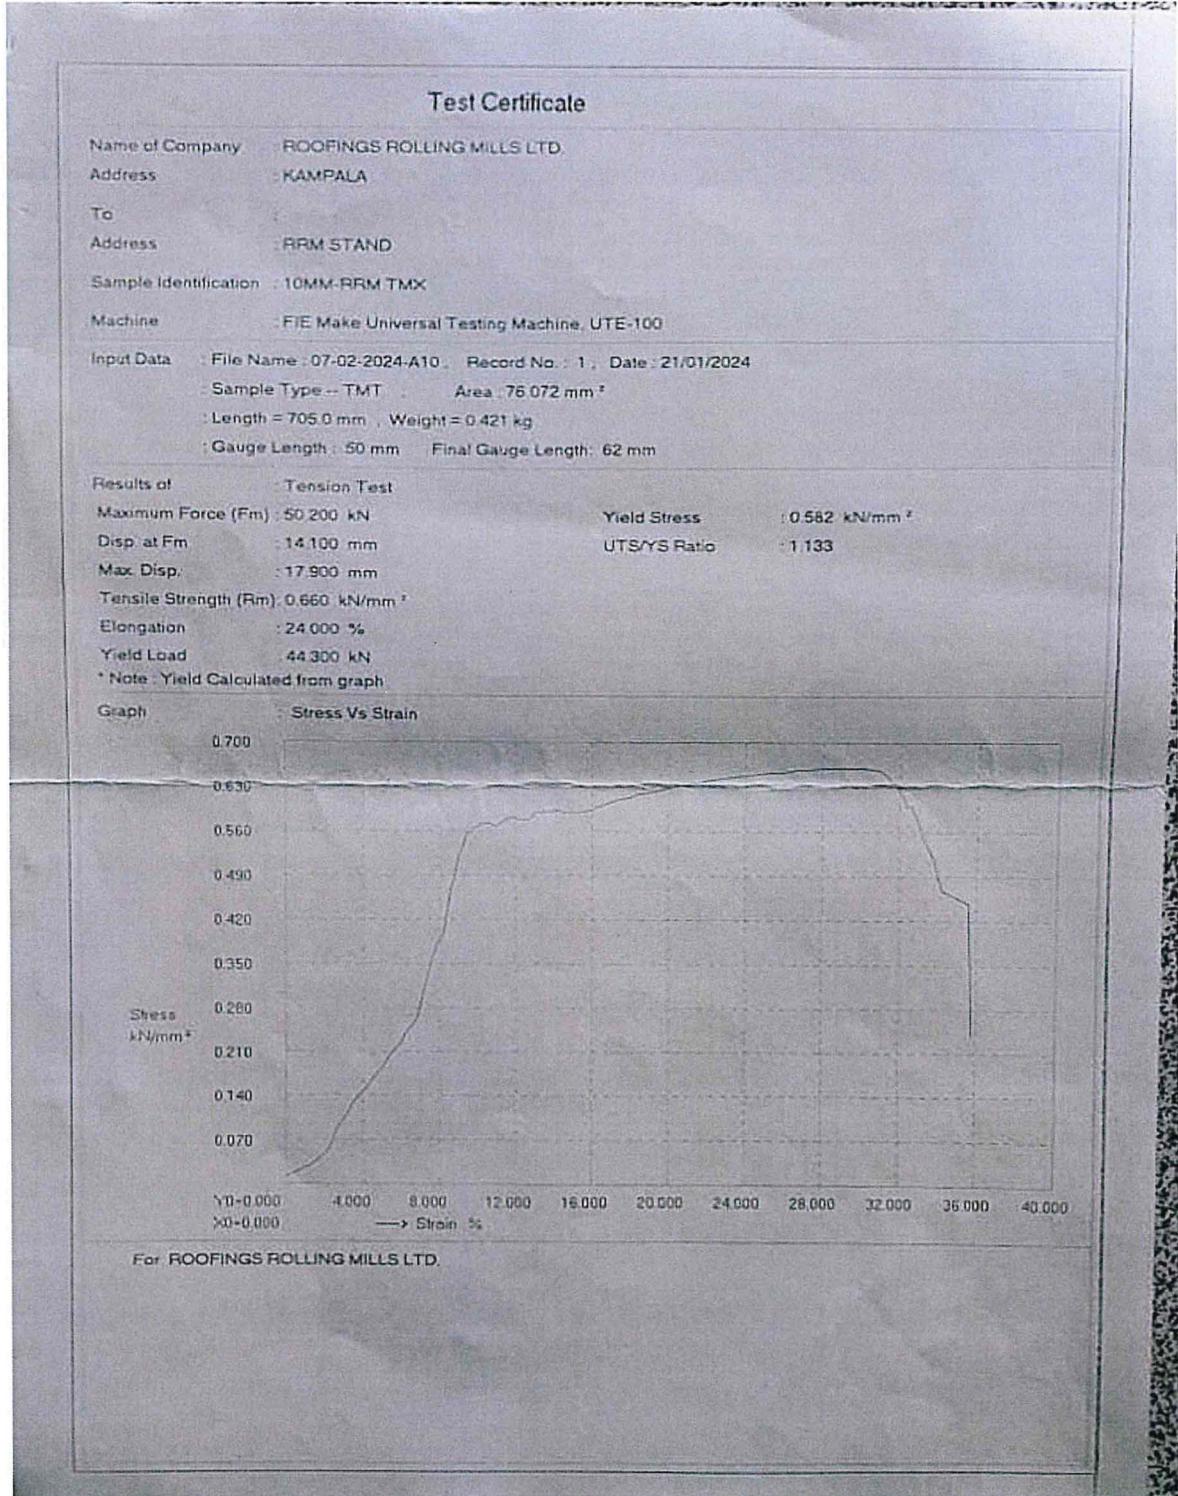 Test Certificate
Name of Company : ROOFINGS ROLLING MILLS LTD.
Address : KAMPALA
To :
Address : RRM STAND
Sample Identification : 10MM-RRM TMX
Machine : FIE Make Universal Testing Machine, UTE-100
Input Data : File Name : 07-02-2024-A10 , Record No. : 1 , Date : 21/01/2024
: Sample Type -- TMT : Area : 76.072 mm ²
: Length = 705.0 mm , Weight = 0.421 kg
: Gauge Length : 50 mm Final Gauge Length: 62 mm
Results of : Tension Test
Maximum Force (Fm) : 50.200 kN Yield Stress : 0.582 kN/mm ²
Disp. at Fm : 14.100 mm UTS/YS Ratio : 1.133
Max. Disp. : 17.900 mm
Tensile Strength (Rm): 0.660 kN/mm ²
Elongation : 24.000 %
Yield Load : 44.300 kN
* Note : Yield Calculated from graph
Graph : Stress Vs Strain
0.700
0.630
0.560
0.490
0.420
0.350
0.280
Stress
kN/mm²
0.210
0.140
0.070
Y0=0.000 4.000 8.000 12.000 16.000 20.000 24.000 28.000 32.000 36.000 40.000
X0=0.000 ---> Strain %
For ROOFINGS ROLLING MILLS LTD.